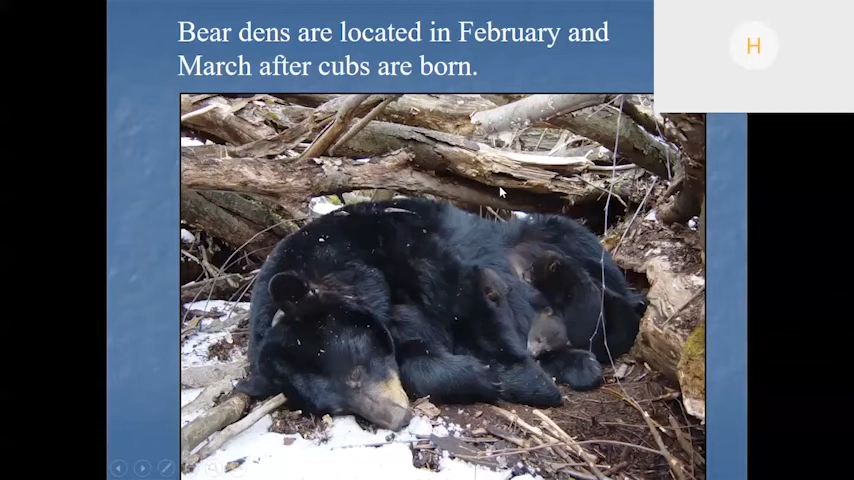 Bear dens are located in February and
March after cubs are born.
H